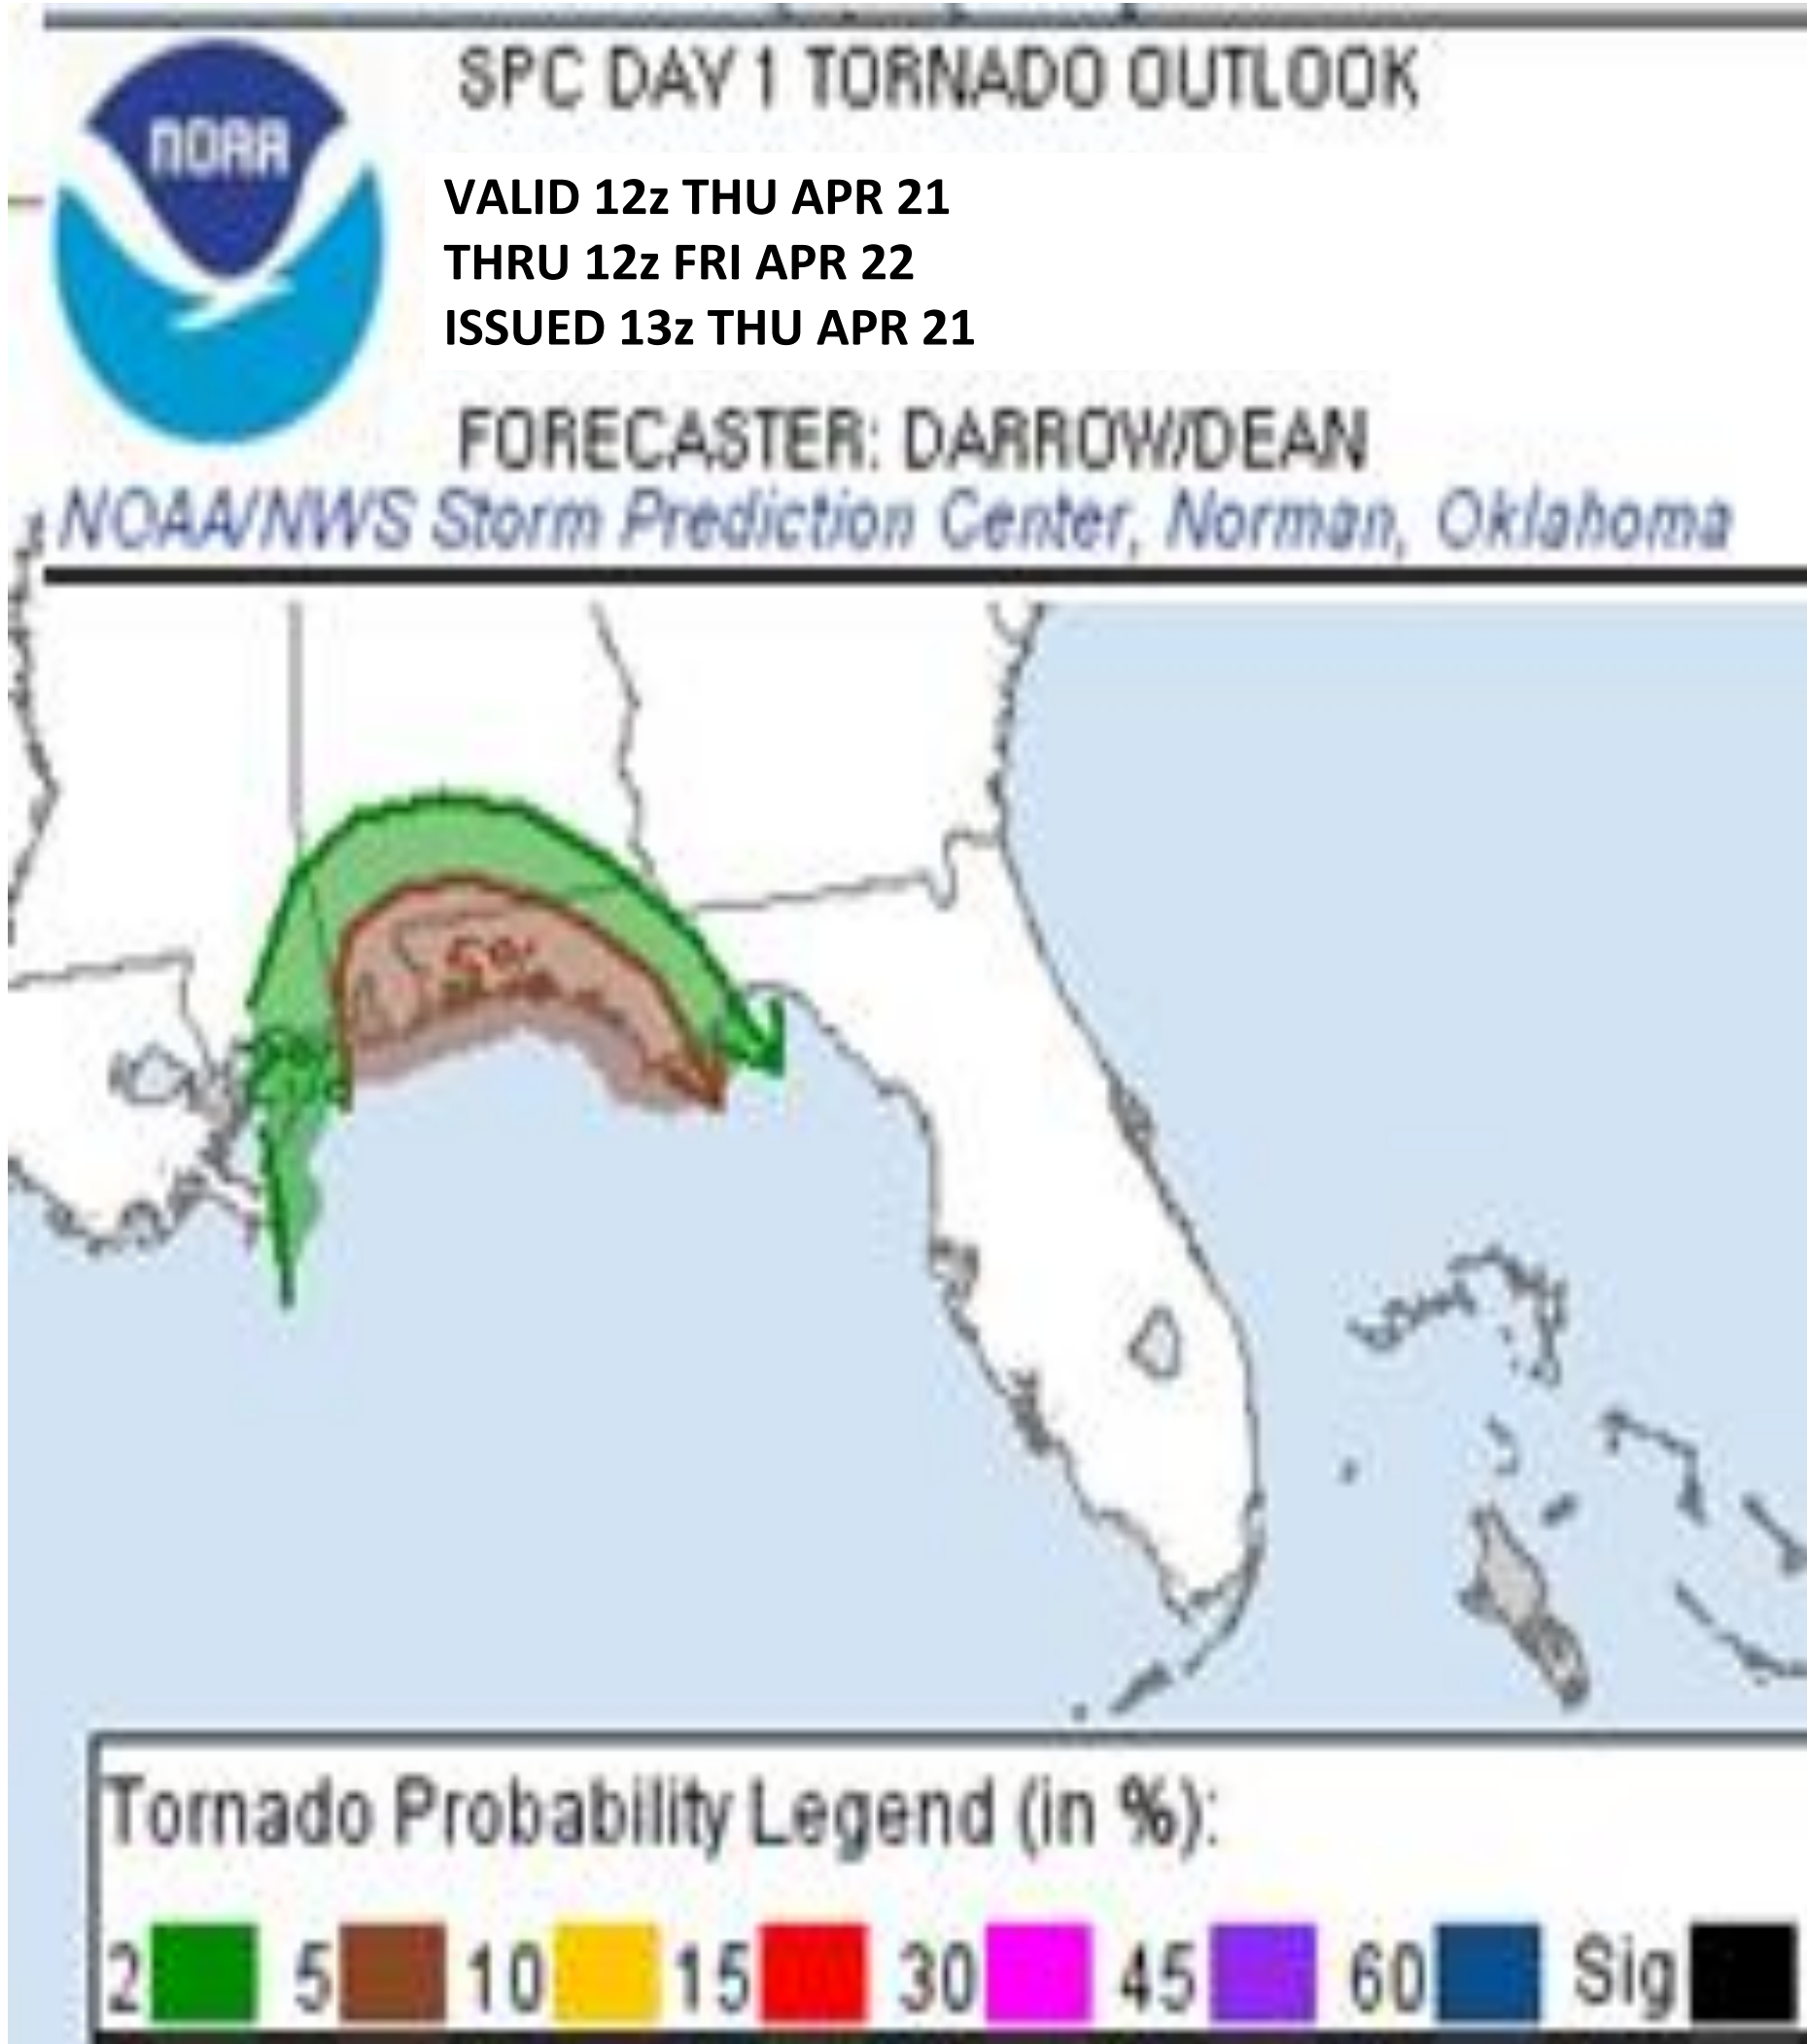 SPC DAY 1 TORNADO OUTLOOK
noaa
VALID 12z THU APR 21
THRU 12z FRI APR 22
ISSUED 13z THU APR 21
FORECASTER: DARROW/DEAN
NOAA/NWS Storm Prediction Center, Norman, Oklahoma
5%
Tornado Probability Legend (in %):
2 5 10 15 30 45 60 Sig